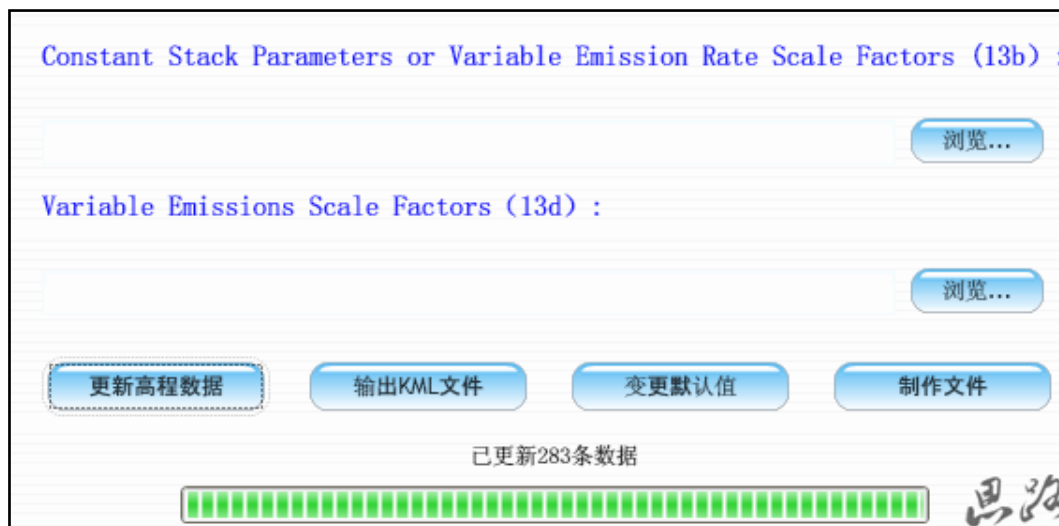 Constant Stack Parameters or Variable Emission Rate Scale Factors (13b) :
浏览...
Variable Emissions Scale Factors (13d) :
浏览...
更新高程数据 输出KML文件 变更默认值 制作文件
已更新283条数据
思路